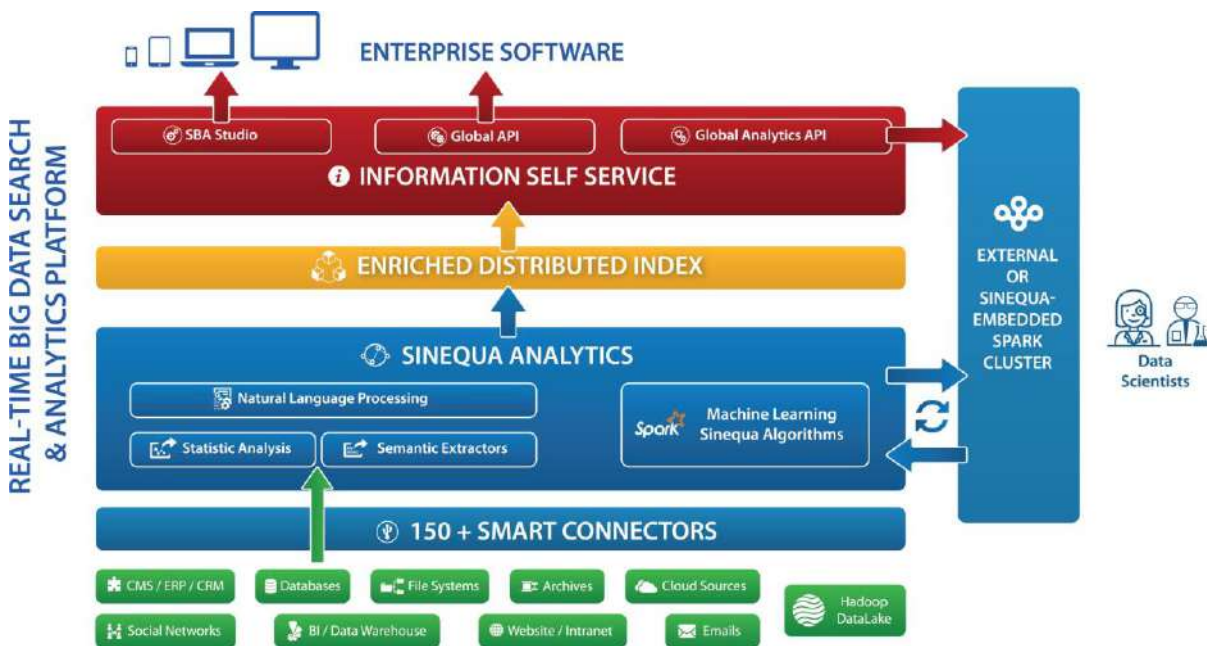 REAL-TIME BIG DATA SEARCH
& ANALYTICS PLATFORM
ENTERPRISE SOFTWARE
SBA Studio
Global API
Global Analytics API
INFORMATION SELF SERVICE
ENRICHED DISTRIBUTED INDEX
SINEQUA ANALYTICS
Natural Language Processing
Statistic Analysis
Semantic Extractors
Spark
Machine Learning
Sinequa Algorithms
EXTERNAL
OR
SINEQUA-
EMBEDDED
SPARK
CLUSTER
Data
Scientists
150 + SMART CONNECTORS
CMS / ERP / CRM
Databases
File Systems
Archives
Cloud Sources
Social Networks
BI / Data Warehouse
Website / Intranet
Emails
Hadoop
DataLake